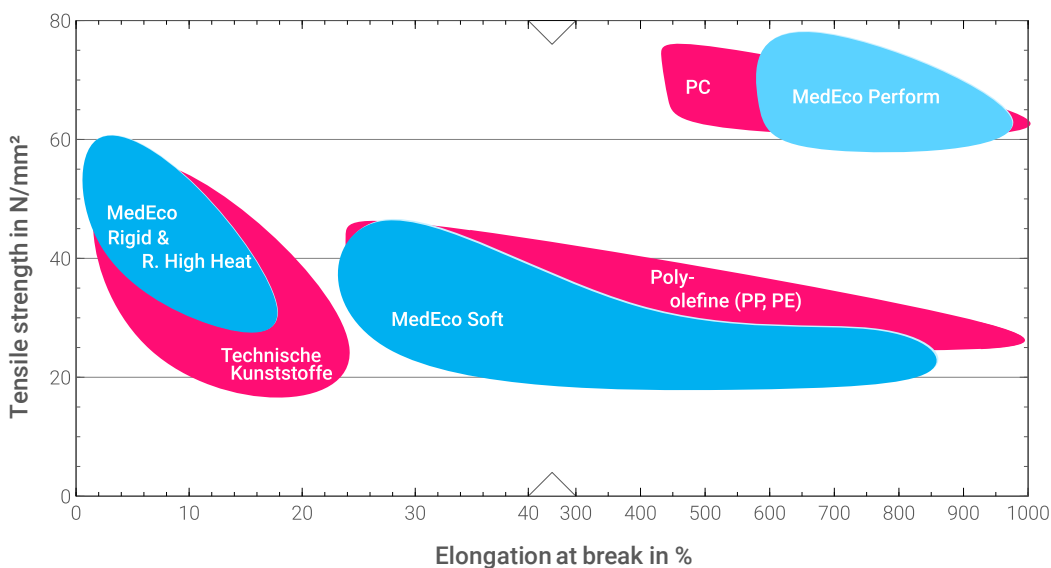 80
60
40
20
0
Tensile strength in N/mm²
PC
MedEco Perform
MedEco
Rigid &
R. High Heat
Technische
Kunststoffe
MedEco Soft
Poly-
olefine (PP, PE)
0 10 20 30 40 300 400 500 600 700 800 900 1000
Elongation at break in %